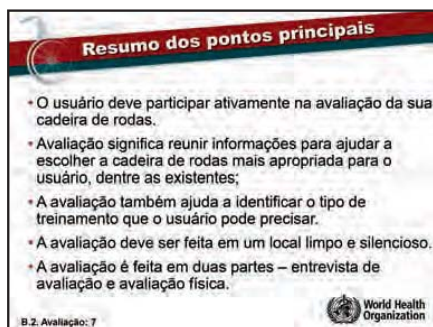 Resumo dos pontos principais
• O usuário deve participar ativamente na avaliação da sua
cadeira de rodas.
• Avaliação significa reunir informações para ajudar a
escolher a cadeira de rodas mais apropriada para o
usuário, dentre as existentes;
• A avaliação também ajuda a identificar o tipo de
treinamento que o usuário pode precisar.
• A avaliação deve ser feita em um local limpo e silencioso.
• A avaliação é feita em duas partes – entrevista de
avaliação e avaliação física.
World Health
Organization
B.2. Avaliação: 7